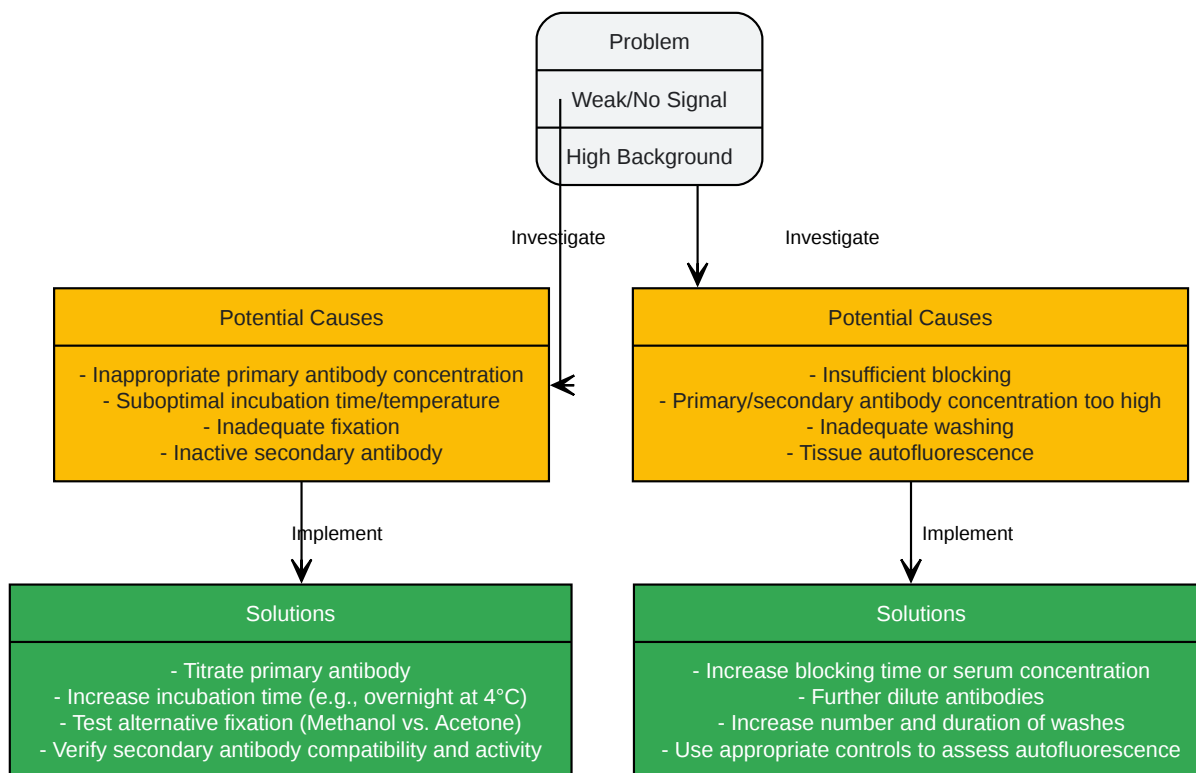 Problem
Weak/No Signal
High Background
Investigate
Investigate
Potential Causes
- Inappropriate primary antibody concentration
- Suboptimal incubation time/temperature
- Inadequate fixation
- Inactive secondary antibody
Potential Causes
- Insufficient blocking
- Primary/secondary antibody concentration too high
- Inadequate washing
- Tissue autofluorescence
Implement
Implement
Solutions
- Titrate primary antibody
- Increase incubation time (e.g., overnight at 4°C)
- Test alternative fixation (Methanol vs. Acetone)
- Verify secondary antibody compatibility and activity
Solutions
- Increase blocking time or serum concentration
- Further dilute antibodies
- Increase number and duration of washes
- Use appropriate controls to assess autofluorescence